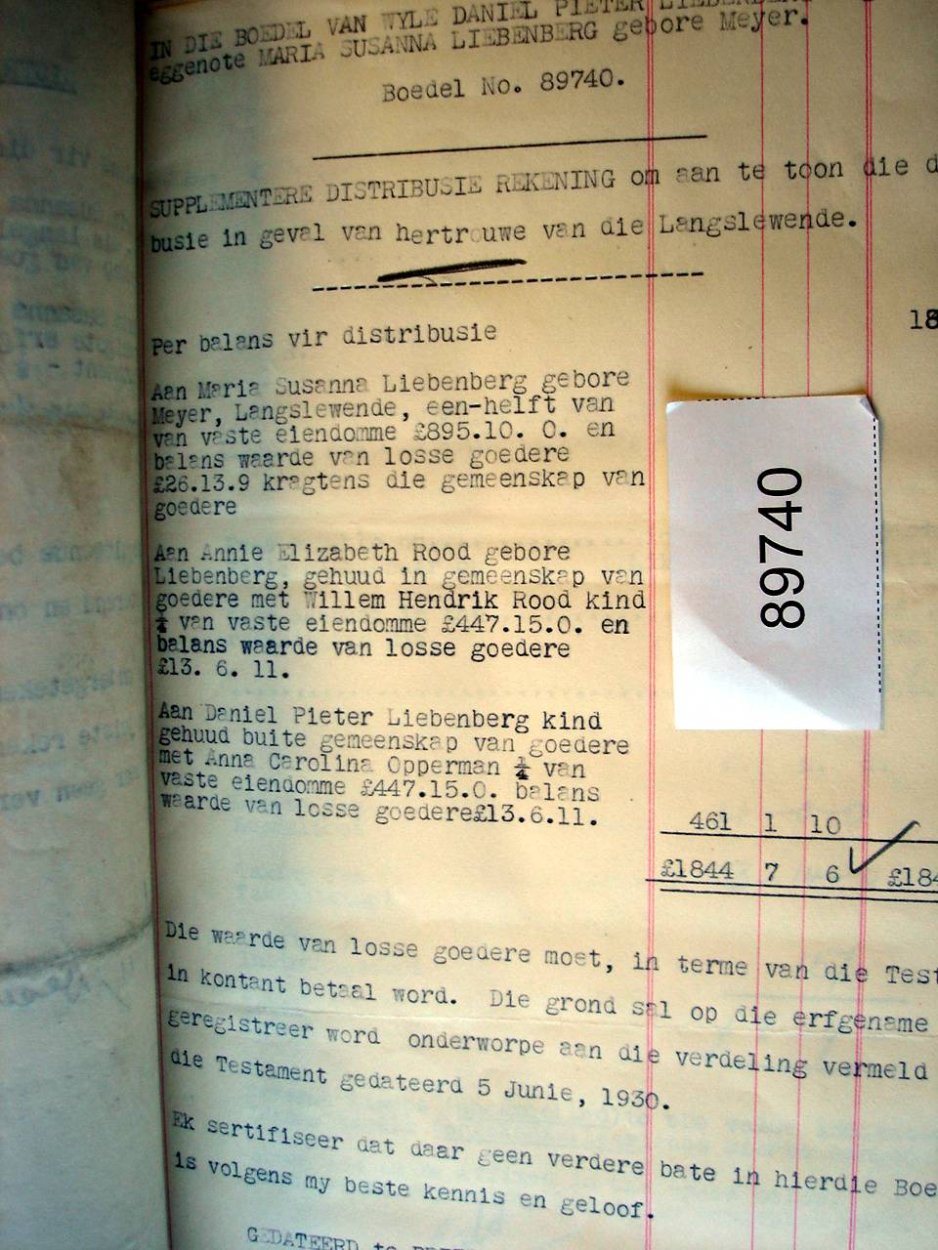 IN DIE BOEDEL VAN WYLE DANIEL PIETER LIEBENBERG
eggenote MARIA SUSANNA LIEBENBERG gebore Meyer.
Boedel No. 89740.
SUPPLEMENTERE DISTRIBUSIE REKENING om aan te toon die d
busie in geval van hertrouwe van die Langslewende.
Per balans vir distribusie
18
Aan Maria Susanna Liebenberg gebore
Meyer, Langslewende, een-helft van
van vaste eiendomme £895.10. 0. en
balans waarde van losse goedere
£26.13.9 kragtens die gemeenskap van
goedere
89740
Aan Annie Elizabeth Rood gebore
Liebenberg, gehuud in gemeenskap van
goedere met Willem Hendrik Rood kind
¼ van vaste eiendomme £447.15.0. en
balans waarde van losse goedere
£13. 6. 11.
Aan Daniel Pieter Liebenberg kind
gehuud buite gemeenskap van goedere
met Anna Carolina Opperman ¼ van
vaste eiendomme £447.15.0. balans
waarde van losse goedere£13.6.11.
461 1 10
£1844 7 6 £184
Die waarde van losse goedere moet, in terme van die Test
in kontant betaal word. Die grond sal op die erfgename
geregistreer word onderworpe aan die verdeling vermeld
die Testament gedateerd 5 Junie, 1930.
Ek sertifiseer dat daar geen verdere bate in hierdie Boe
is volgens my beste kennis en geloof.
GEDATEERD te